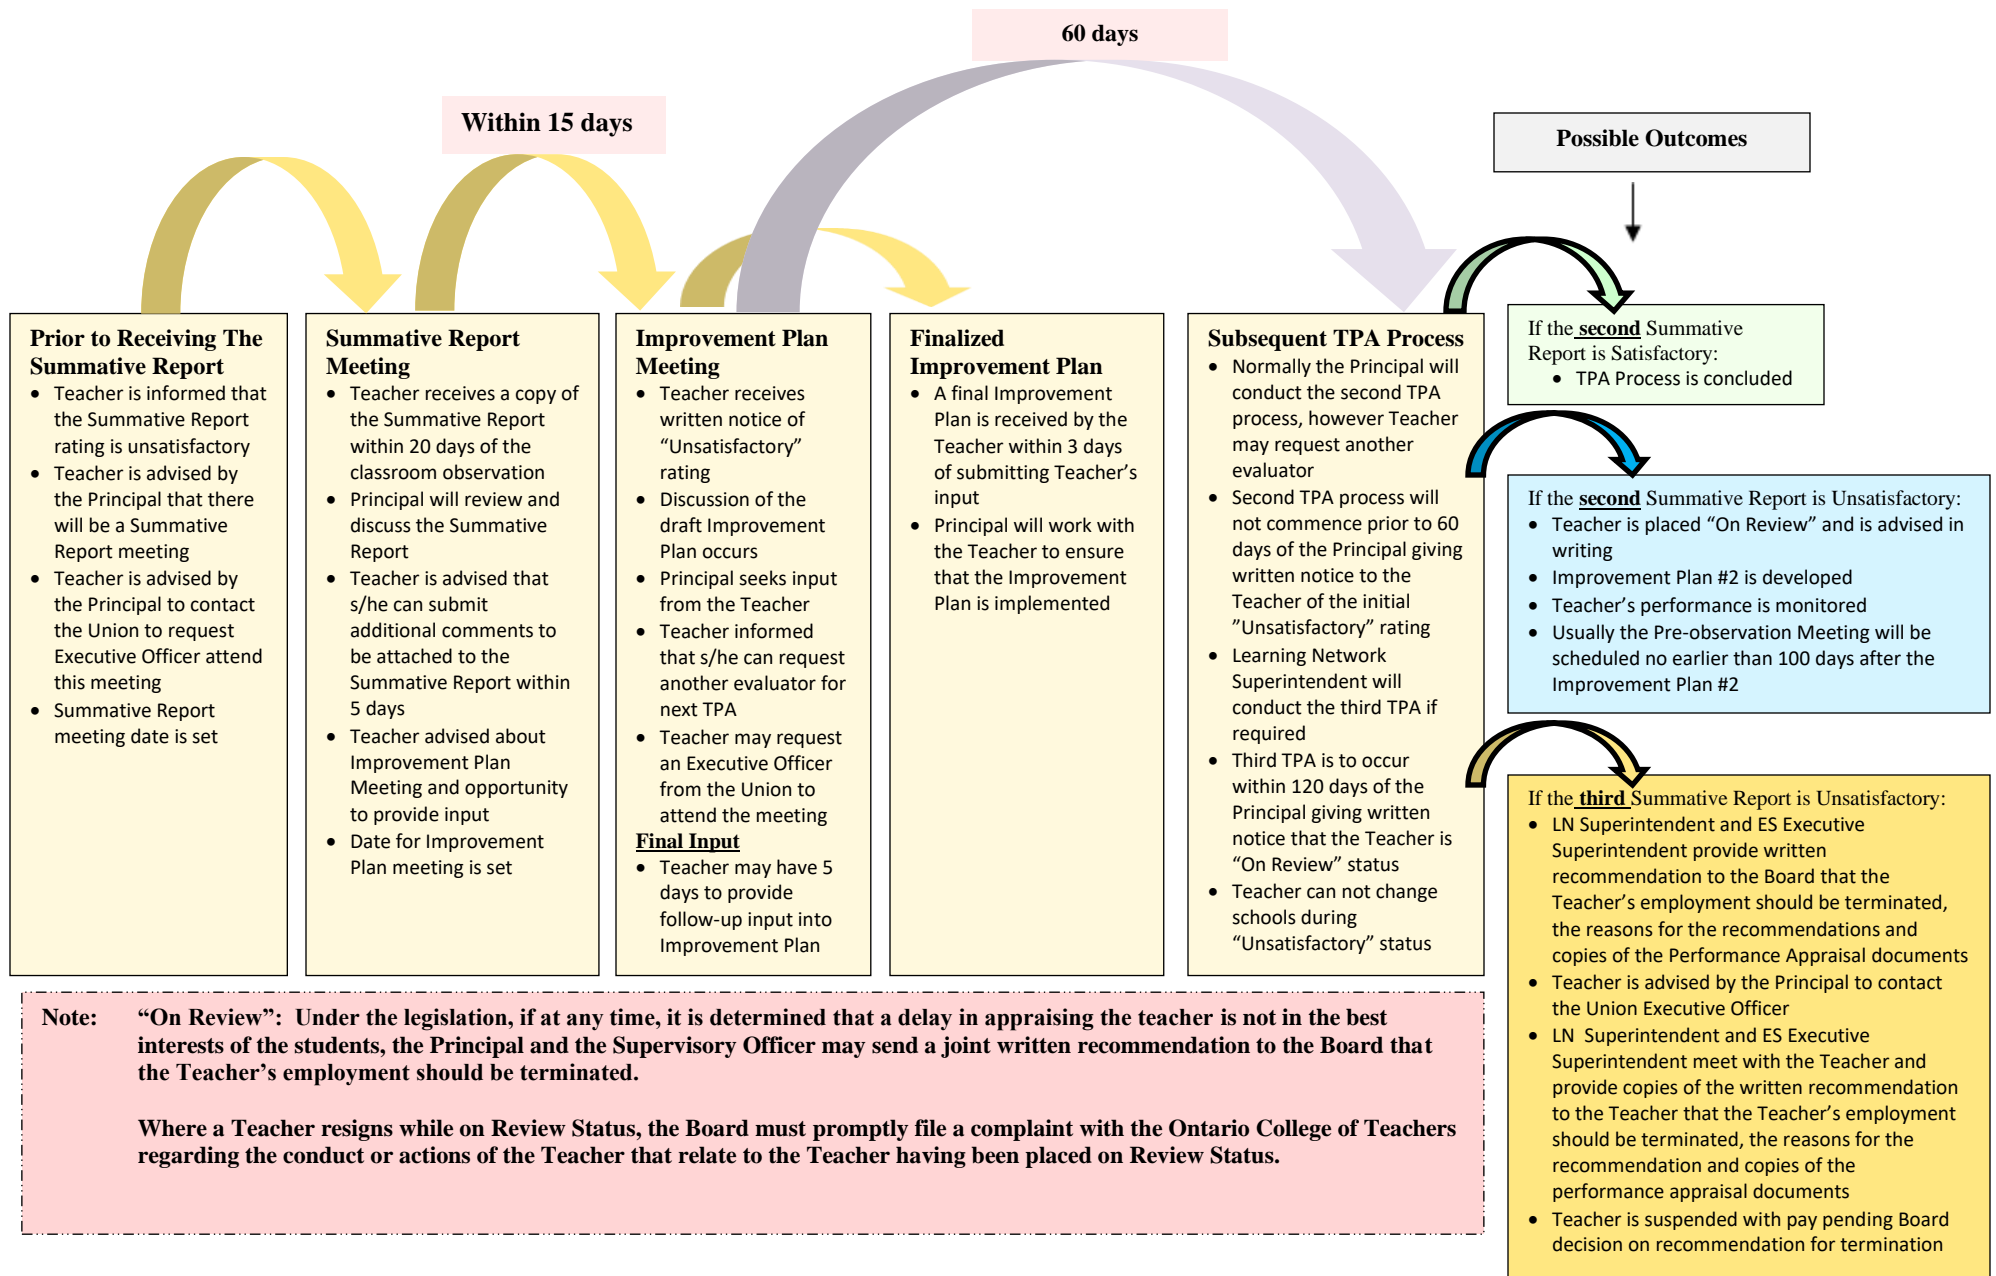 60 days
Within 15 days
Possible Outcomes
Prior to Receiving The
Summative Report
• Teacher is informed that
the Summative Report
rating is unsatisfactory
• Teacher is advised by
the Principal that there
will be a Summative
Report meeting
• Teacher is advised by
the Principal to contact
the Union to request
Executive Officer attend
this meeting
• Summative Report
meeting date is set
Summative Report
Meeting
• Teacher receives a copy of
the Summative Report
within 20 days of the
classroom observation
• Principal will review and
discuss the Summative
Report
• Teacher is advised that
s/he can submit
additional comments to
be attached to the
Summative Report within
5 days
• Teacher advised about
Improvement Plan
Meeting and opportunity
to provide input
• Date for Improvement
Plan meeting is set
Improvement Plan
Meeting
• Teacher receives
written notice of
“Unsatisfactory”
rating
• Discussion of the
draft Improvement
Plan occurs
• Principal seeks input
from the Teacher
• Teacher informed
that s/he can request
another evaluator for
next TPA
• Teacher may request
an Executive Officer
from the Union to
attend the meeting
Final Input
• Teacher may have 5
days to provide
follow-up input into
Improvement Plan
Finalized
Improvement Plan
• A final Improvement
Plan is received by the
Teacher within 3 days
of submitting Teacher’s
input
• Principal will work with
the Teacher to ensure
that the Improvement
Plan is implemented
Subsequent TPA Process
• Normally the Principal will
conduct the second TPA
process, however Teacher
may request another
evaluator
• Second TPA process will
not commence prior to 60
days of the Principal giving
written notice to the
Teacher of the initial
”Unsatisfactory” rating
• Learning Network
Superintendent will
conduct the third TPA if
required
• Third TPA is to occur
within 120 days of the
Principal giving written
notice that the Teacher is
“On Review” status
• Teacher can not change
schools during
“Unsatisfactory” status
If the second Summative
Report is Satisfactory:
• TPA Process is concluded
If the second Summative Report is Unsatisfactory:
• Teacher is placed “On Review” and is advised in
writing
• Improvement Plan #2 is developed
• Teacher’s performance is monitored
• Usually the Pre-observation Meeting will be
scheduled no earlier than 100 days after the
Improvement Plan #2
If the third Summative Report is Unsatisfactory:
• LN Superintendent and ES Executive
Superintendent provide written
recommendation to the Board that the
Teacher’s employment should be terminated,
the reasons for the recommendations and
copies of the Performance Appraisal documents
• Teacher is advised by the Principal to contact
the Union Executive Officer
• LN Superintendent and ES Executive
Superintendent meet with the Teacher and
provide copies of the written recommendation
to the Teacher that the Teacher’s employment
should be terminated, the reasons for the
recommendation and copies of the
performance appraisal documents
• Teacher is suspended with pay pending Board
decision on recommendation for termination
Note: “On Review”: Under the legislation, if at any time, it is determined that a delay in appraising the teacher is not in the best
interests of the students, the Principal and the Supervisory Officer may send a joint written recommendation to the Board that
the Teacher’s employment should be terminated.
Where a Teacher resigns while on Review Status, the Board must promptly file a complaint with the Ontario College of Teachers
regarding the conduct or actions of the Teacher that relate to the Teacher having been placed on Review Status.